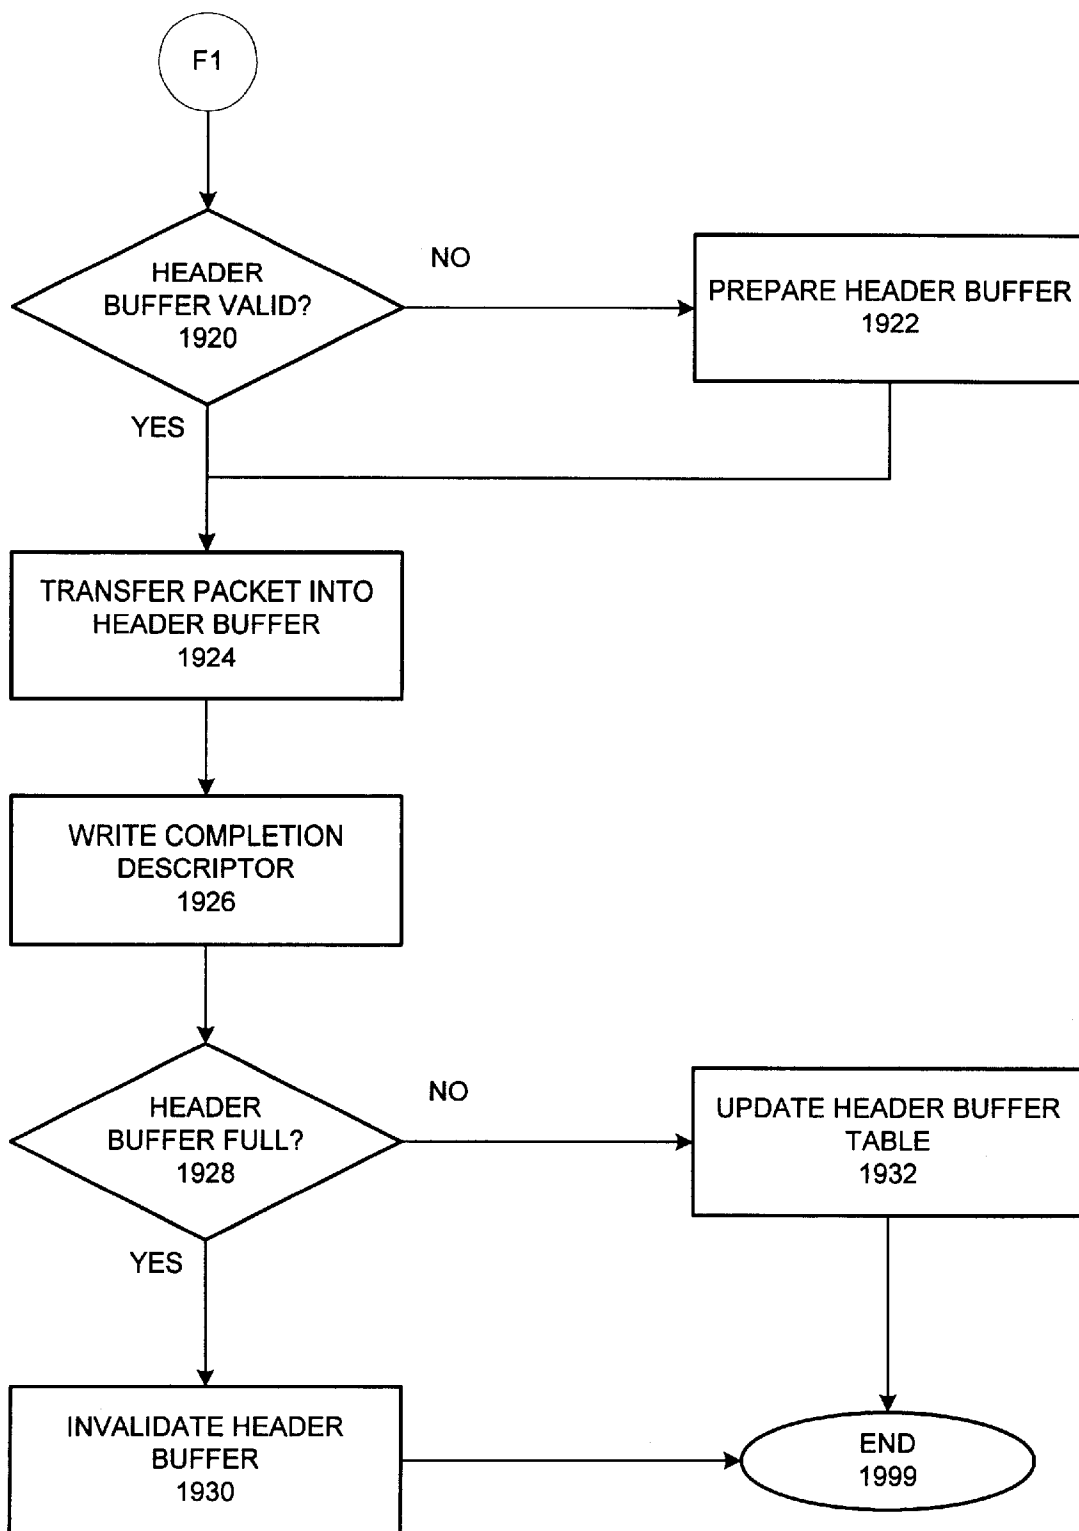 F1
HEADER
BUFFER VALID?
1920
NO
PREPARE HEADER BUFFER
1922
YES
TRANSFER PACKET INTO
HEADER BUFFER
1924
WRITE COMPLETION
DESCRIPTOR
1926
HEADER
BUFFER FULL?
1928
NO
UPDATE HEADER BUFFER
TABLE
1932
YES
INVALIDATE HEADER
BUFFER
1930
END
1999